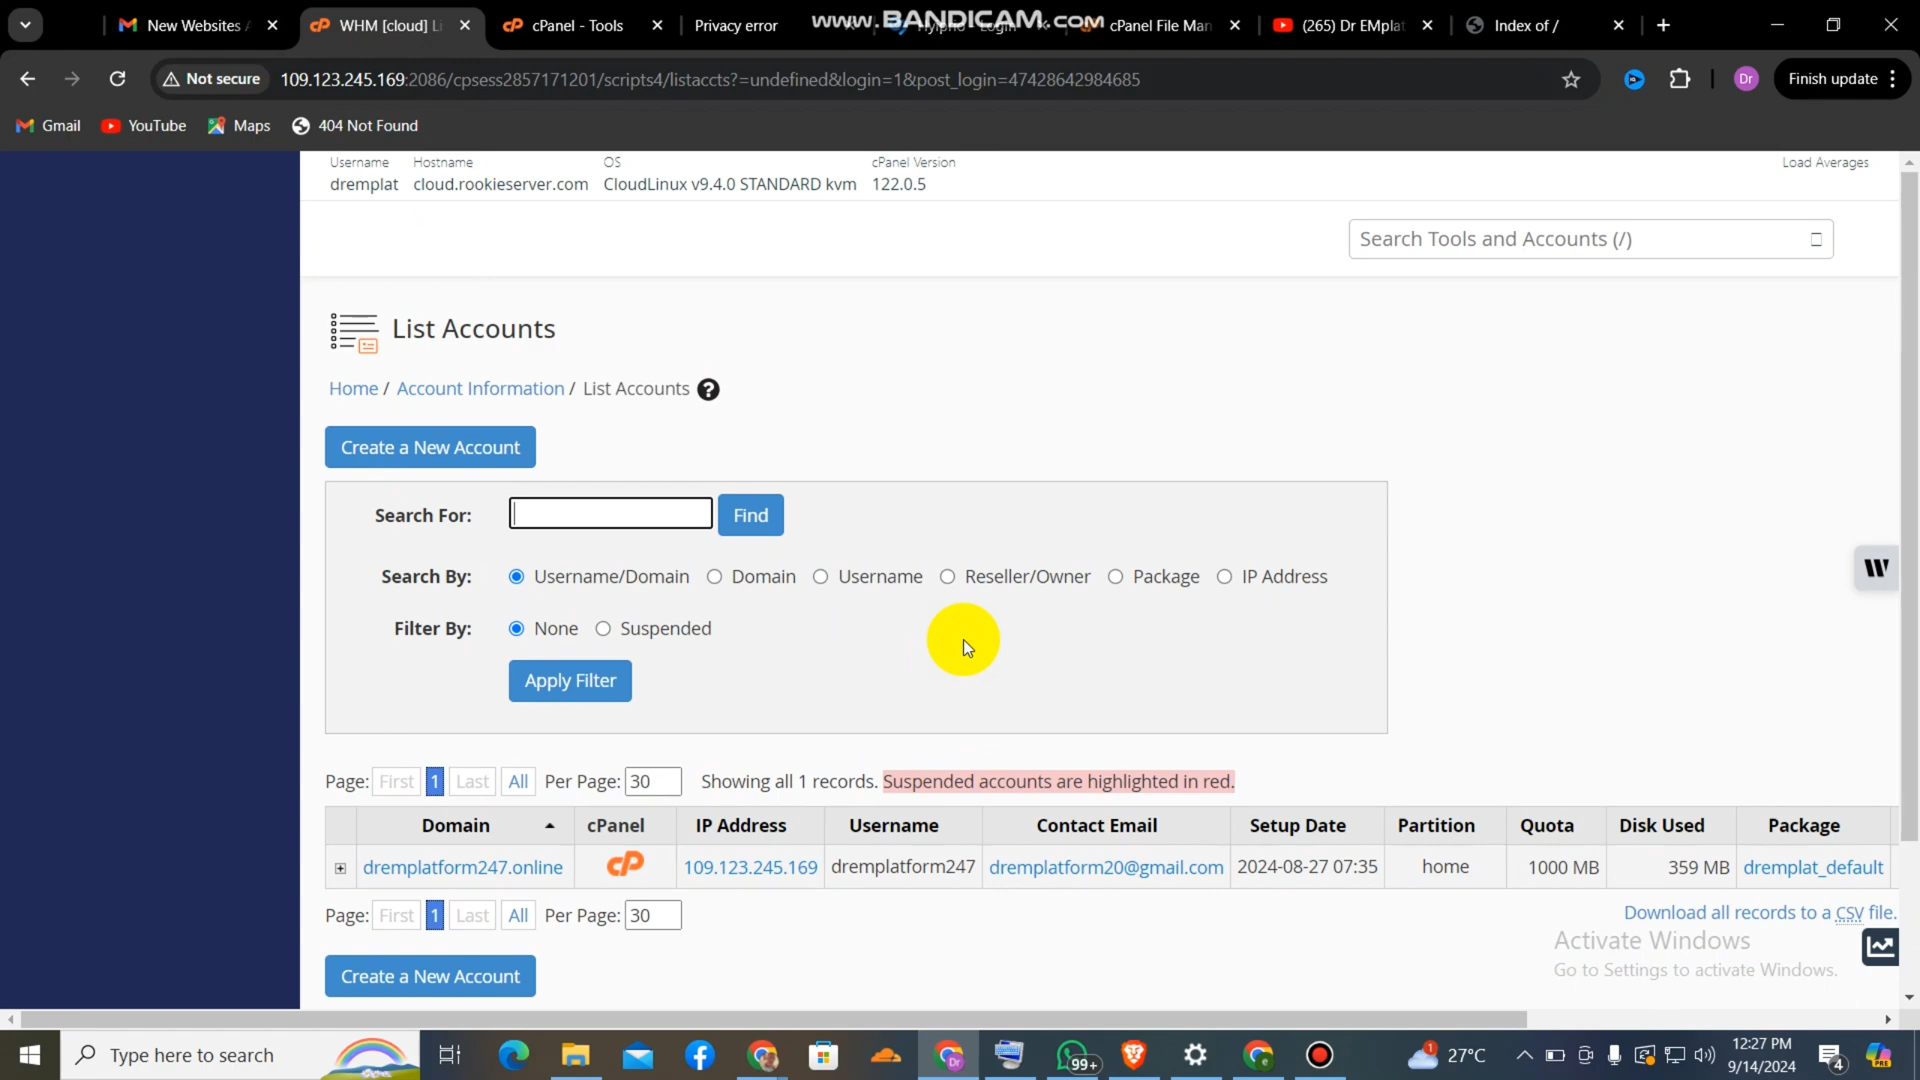 New Websites
WHM [cloud] Li
cPanel - Tools
Privacy error
www.BANDICAM.com
cPanel File Man
(265) Dr EMplat
Index of /
Not secure
109.123.245.169:2086/cpsess2857171201/scripts4/listaccts?=undefined&login=1&post_login=47428642984685
Dr
Finish update
Gmail
YouTube
Maps
404 Not Found
Username
Hostname
OS
cPanel Version
Load Averages
dremplat
cloud.rookieserver.com
CloudLinux v9.4.0 STANDARD kvm
122.0.5
Search Tools and Accounts (/)
List Accounts
Home / Account Information / List Accounts ?
Create a New Account
Search For:
Find
Search By:
Username/Domain
Domain
Username
Reseller/Owner
Package
IP Address
Filter By:
None
Suspended
Apply Filter
W
Page: First 1 Last All Per Page: 30 Showing all 1 records. Suspended accounts are highlighted in red.
Domain cPanel IP Address Username Contact Email Setup Date Partition Quota Disk Used Package
dremplatform247.online cP 109.123.245.169 dremplatform247 dremplatform20@gmail.com 2024-08-27 07:35 home 1000 MB 359 MB dremplat_default
Page: First 1 Last All Per Page: 30
Download all records to a CSV file.
Activate Windows
Go to Settings to activate Windows.
Create a New Account
Type here to search
99+
27°C
12:27 PM
9/14/2024
4
PRE